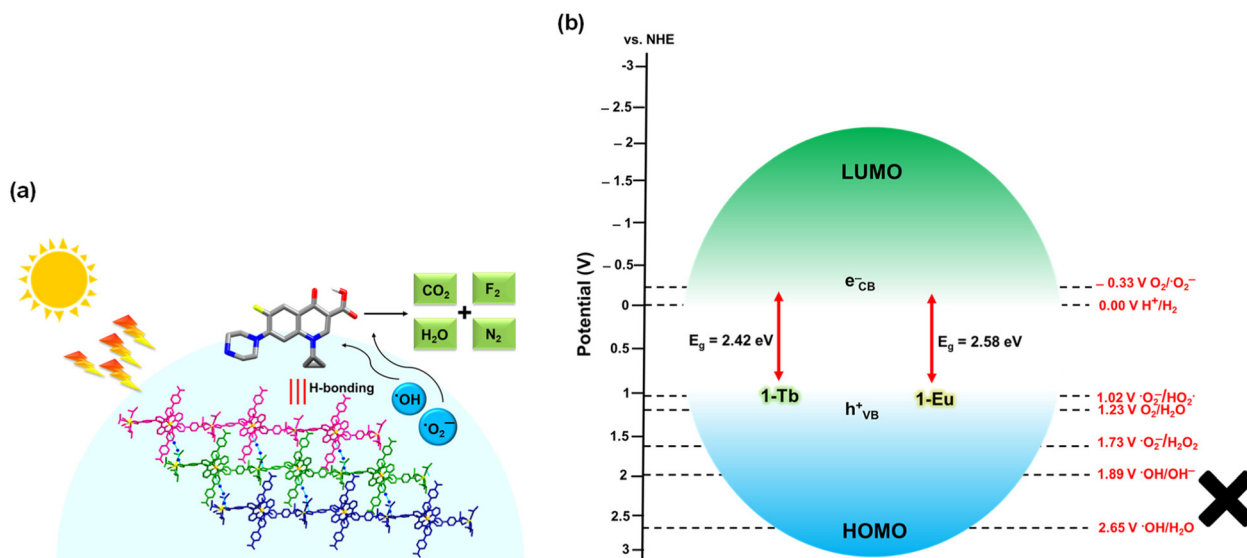 (a)
CO₂
F₂
+
H₂O
N₂
H-bonding
·OH
·O₂⁻
(b)
vs. NHE
Potential (V)
-3
– 2.5
– 2
– 1.5
– 1
– 0.5
0
0.5
1
1.5
2
2.5
3
LUMO
e⁻CB
E₉ = 2.42 eV
E₉ = 2.58 eV
1-Tb
1-Eu
h⁺VB
HOMO
– 0.33 V O₂/·O₂⁻
0.00 V H⁺/H₂
1.02 V ·O₂⁻/HO₂·
1.23 V O₂/H₂O
1.73 V ·O₂⁻/H₂O₂
1.89 V ·OH/OH⁻
2.65 V ·OH/H₂O